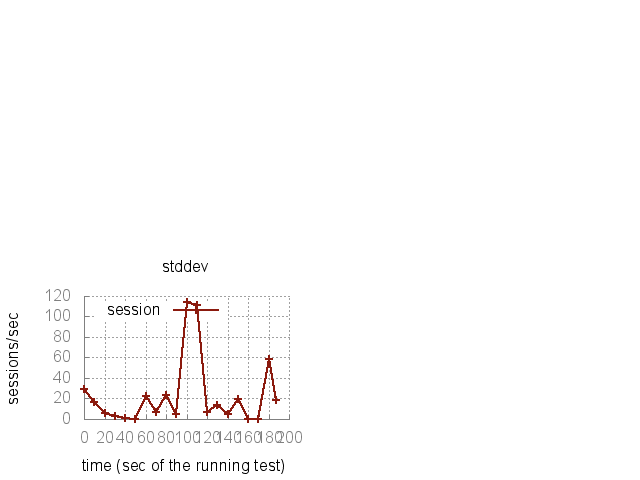 stddev
120
100
80
60
40
20
0
sessions/sec
session
0 20 40 60 80 100 120 140 160 180 200
time (sec of the running test)